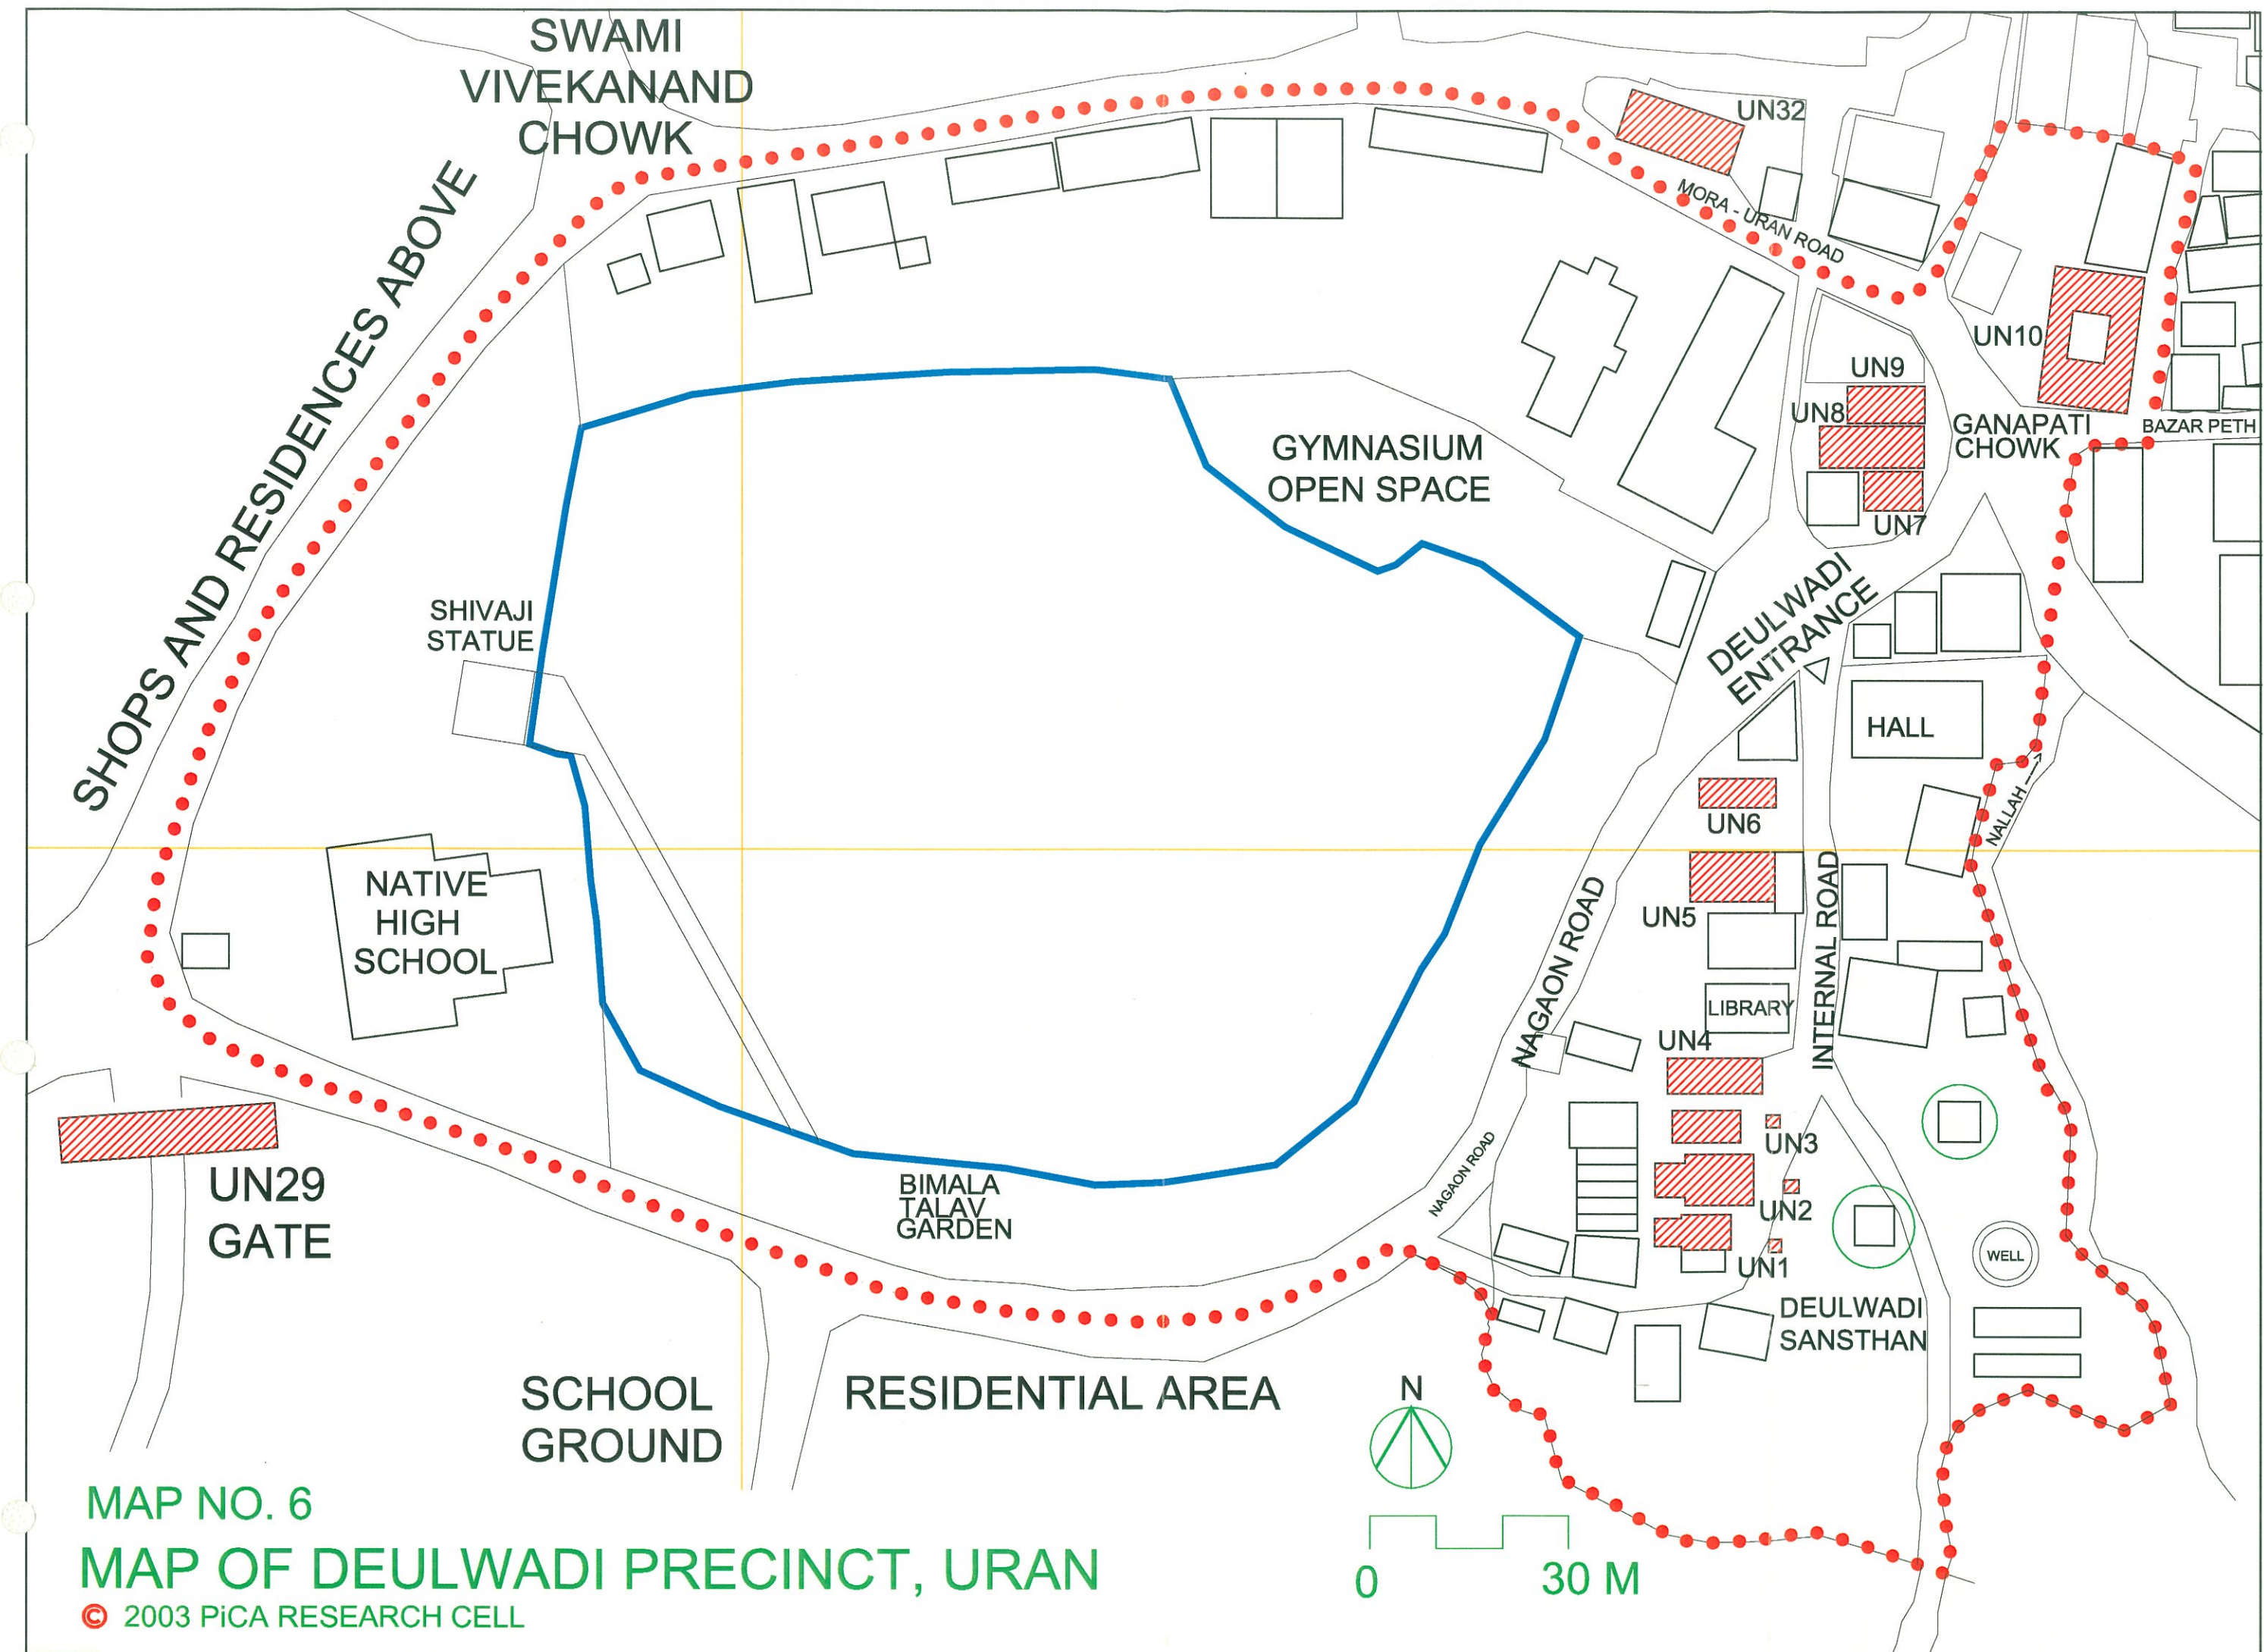 SWAMI
VIVEKANAND
CHOWK
UN32
MORA - URAN ROAD
SHOPS AND RESIDENCES ABOVE
UN10
UN9
UN8
GANAPATI
CHOWK
BAZAR PETH
GYMNASIUM
OPEN SPACE
UN7
DEULWADI
ENTRANCE
SHIVAJI
STATUE
HALL
NALLAH
UN6
NATIVE
HIGH
SCHOOL
UN5
NAGAON ROAD
INTERNAL ROAD
LIBRARY
UN4
UN3
NAGAON ROAD
UN29
GATE
BIMALA
TALAV
GARDEN
UN2
UN1
WELL
DEULWADI
SANSTHAN
SCHOOL
GROUND
RESIDENTIAL AREA
N
0 30 M
MAP NO. 6
MAP OF DEULWADI PRECINCT, URAN
© 2003 PiCA RESEARCH CELL